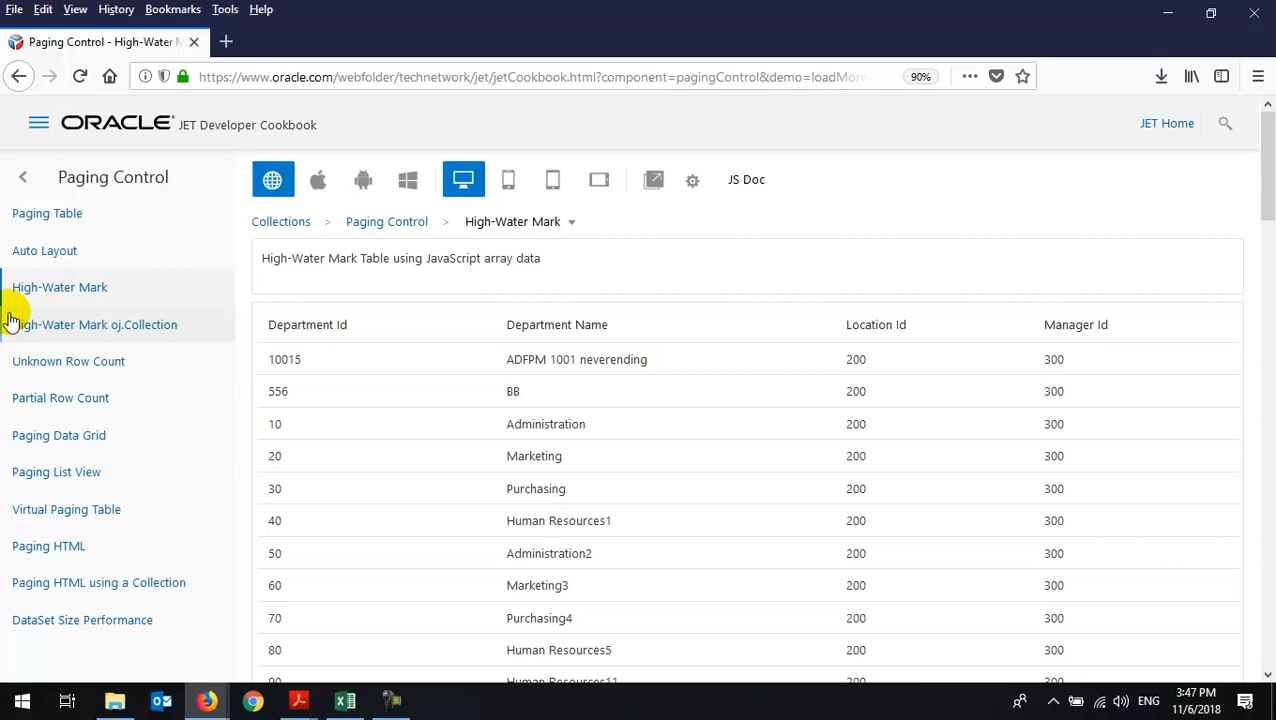 File Edit View History Bookmarks Tools Help
Paging Control - High-Water M
https://www.oracle.com/webfolder/technetwork/jet/jetCookbook.html?component=pagingControl&demo=loadMore 90%
ORACLE JET Developer Cookbook JET Home
Paging Control
Paging Table
Auto Layout
High-Water Mark
High-Water Mark oj.Collection
Unknown Row Count
Partial Row Count
Paging Data Grid
Paging List View
Virtual Paging Table
Paging HTML
Paging HTML using a Collection
DataSet Size Performance
JS Doc
Collections > Paging Control > High-Water Mark
High-Water Mark Table using JavaScript array data
Department Id Department Name Location Id Manager Id
10015 ADFPM 1001 neverending 200 300
556 BB 200 300
10 Administration 200 300
20 Marketing 200 300
30 Purchasing 200 300
40 Human Resources1 200 300
50 Administration2 200 300
60 Marketing3 200 300
70 Purchasing4 200 300
80 Human Resources5 200 300
90 Human Resources11 200 300
ENG 3:47 PM
11/6/2018